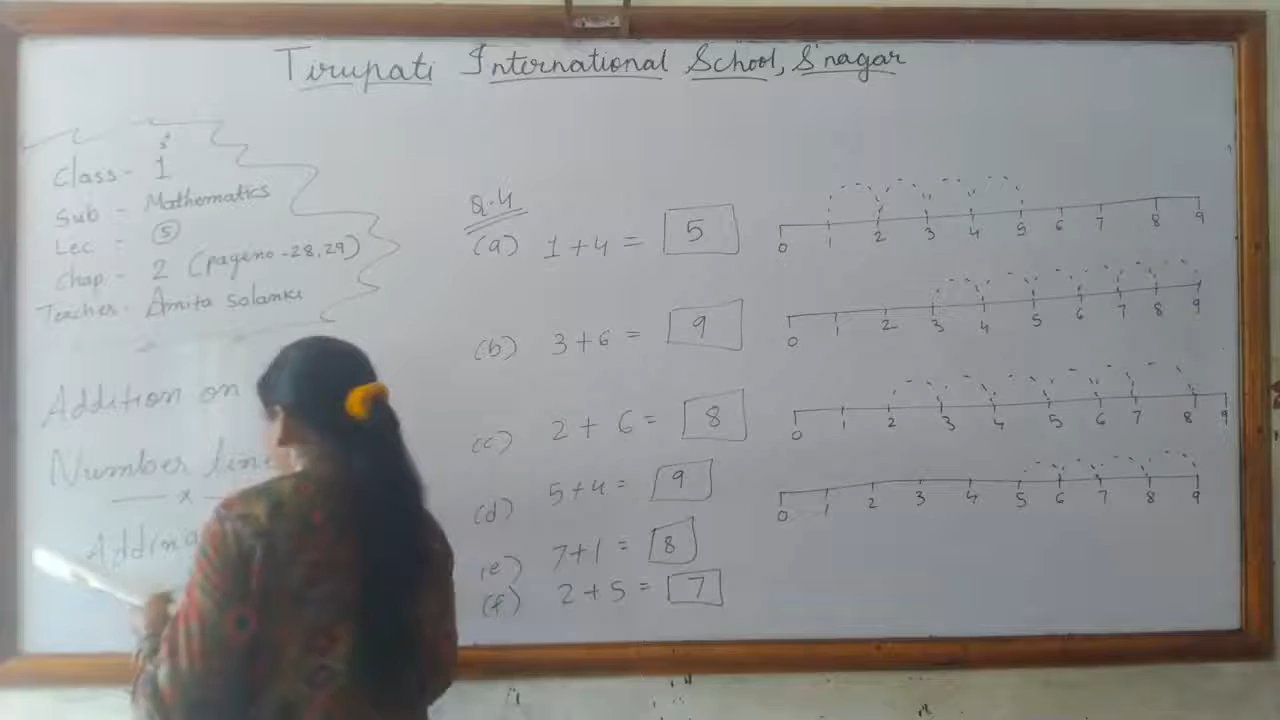 Tirupati International School, S'nagar
Class- 1
Sub - Mathematics
Lec - 5
Chap - 2 (pageno-28,29)
Teacher- Amita Solanki
Addition on
Number line
x
Adding
Q.4
(a) 1+4 = 5
0 1 2 3 4 5 6 7 8 9
(b) 3+6 = 9
0 1 2 3 4 5 6 7 8 9
(c) 2+6= 8
0 1 2 3 4 5 6 7 8 9
(d) 5+4= 9
0 1 2 3 4 5 6 7 8 9
(e) 7+1 = 8
(f) 2+5 = 7